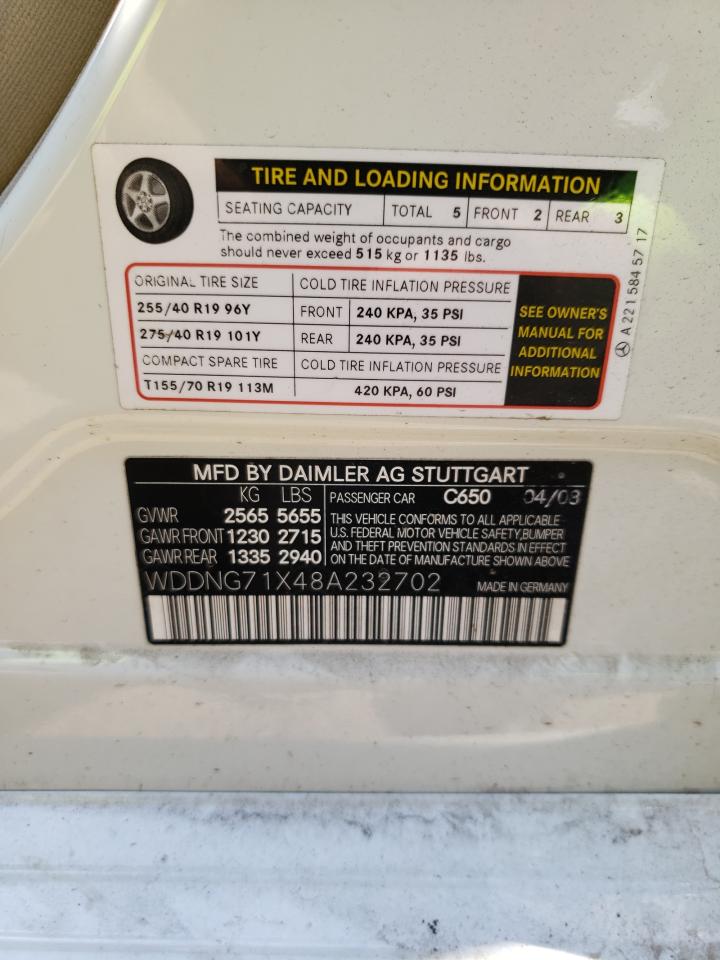 TIRE AND LOADING INFORMATION
SEATING CAPACITY TOTAL 5 FRONT 2 REAR 3
The combined weight of occupants and cargo
should never exceed 515 kg or 1135 lbs.
ORIGINAL TIRE SIZE COLD TIRE INFLATION PRESSURE
255/40 R19 96Y FRONT 240 KPA, 35 PSI
275/40 R19 101Y REAR 240 KPA, 35 PSI
COMPACT SPARE TIRE COLD TIRE INFLATION PRESSURE
T155/70 R19 113M 420 KPA, 60 PSI
SEE OWNER'S
MANUAL FOR
ADDITIONAL
INFORMATION
A 221 584 57 17
MFD BY DAIMLER AG STUTTGART
KG LBS PASSENGER CAR C650 04/08
GVWR 2565 5655
GAWR FRONT 1230 2715
GAWR REAR 1335 2940
THIS VEHICLE CONFORMS TO ALL APPLICABLE
U.S. FEDERAL MOTOR VEHICLE SAFETY,BUMPER
AND THEFT PREVENTION STANDARDS IN EFFECT
ON THE DATE OF MANUFACTURE SHOWN ABOVE
WDDNG71X48A232702 MADE IN GERMANY